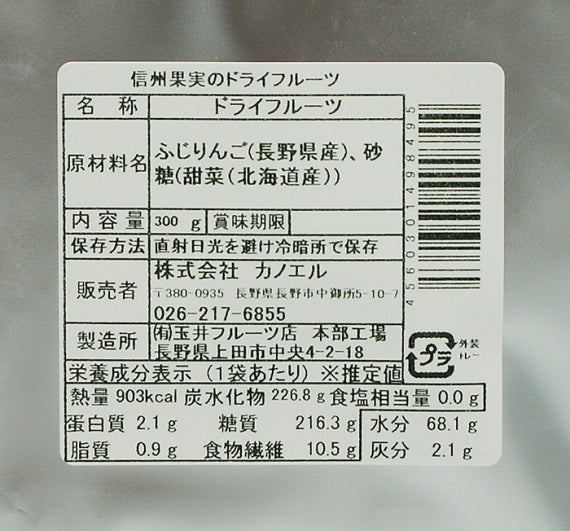 信州果実のドライフルーツ
名 称 ドライフルーツ
原材料名 ふじりんご(長野県産)、砂
糖(甜菜(北海道産))
内容量 300 g 賞味期限
保存方法 直射日光を避け冷暗所で保存
販売者 株式会社 カノエル
〒380-0935 長野県長野市中御所5-10-7
026-217-6855
製造所 ㈲玉井フルーツ店 本部工場
長野県上田市中央4-2-18
栄養成分表示 (1袋あたり) ※推定値
熱量 903kcal 炭水化物 226.8 g 食塩相当量 0.0 g
蛋白質 2.1 g 糖質 216.3 g 水分 68.1 g
脂質 0.9 g 食物繊維 10.5 g 灰分 2.1 g
4560301498495
プラ
外装
トレー